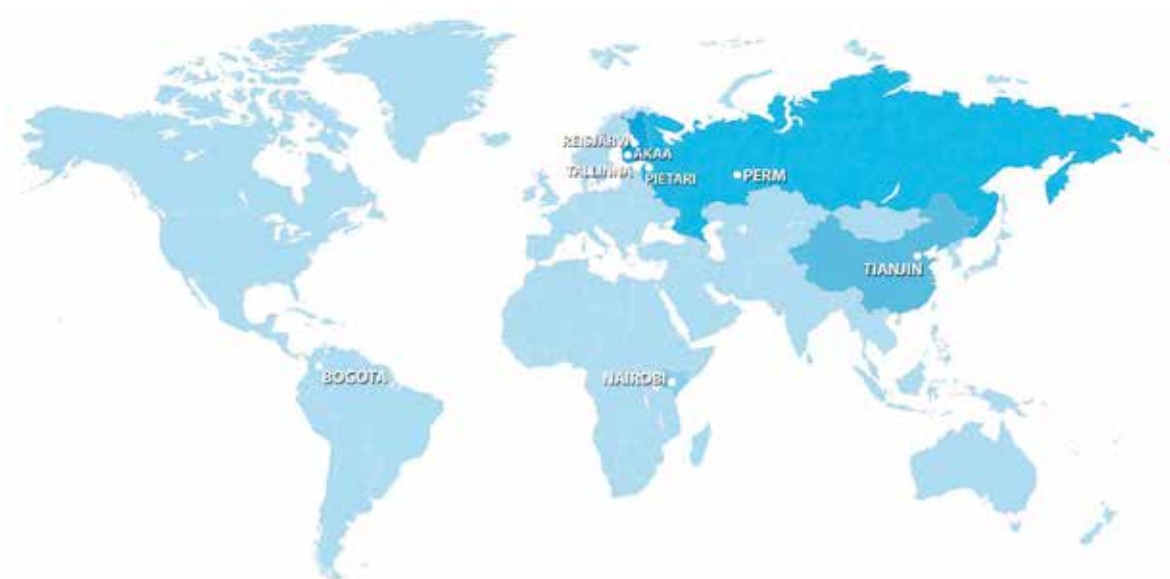 REISJÄRVI
AKAA
TALLINNA
PIETARI
PERM
TIANJIN
BOGOTA
NAIROBI